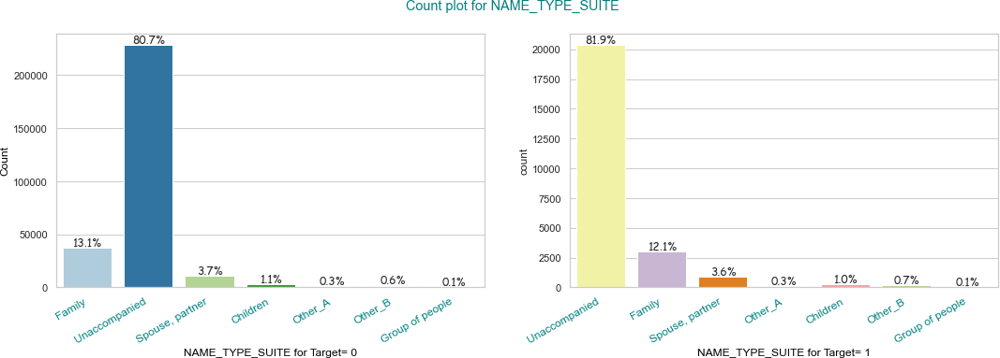 Count plot for NAME_TYPE_SUITE
Count
200000
150000
100000
50000
0
13.1%
80.7%
3.7%
1.1%
0.3%
0.6%
0.1%
Family
Unaccompanied
Spouse, partner
Children
Other_A
Other_B
Group of people
NAME_TYPE_SUITE for Target= 0
count
20000
17500
15000
12500
10000
7500
5000
2500
0
81.9%
12.1%
3.6%
0.3%
1.0%
0.7%
0.1%
Unaccompanied
Family
Spouse, partner
Other_A
Children
Other_B
Group of people
NAME_TYPE_SUITE for Target= 1